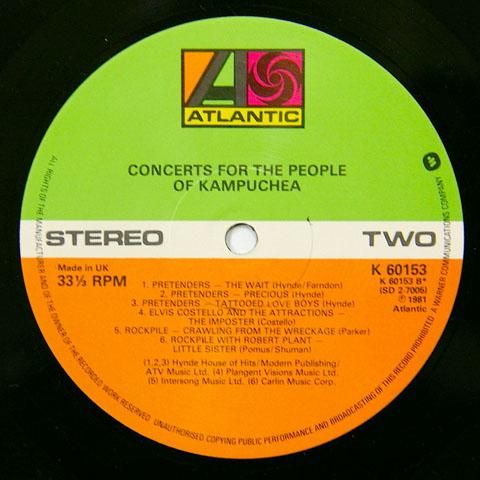 ATLANTIC
CONCERTS FOR THE PEOPLE
OF KAMPUCHEA
STEREO
TWO
Made in UK
33⅓ RPM
K 60153
K 60153 B*
(SD 2-7005)
℗ 1981
Atlantic
1. PRETENDERS – THE WAIT (Hynde/Farndon)
2. PRETENDERS – PRECIOUS (Hynde)
3. PRETENDERS – TATTOOED LOVE BOYS (Hynde)
4. ELVIS COSTELLO AND THE ATTRACTIONS –
THE IMPOSTER (Costello)
5. ROCKPILE – CRAWLING FROM THE WRECKAGE (Parker)
6. ROCKPILE WITH ROBERT PLANT –
LITTLE SISTER (Pomus/Shuman)
(1,2,3) Hynde House of Hits/Modern Publishing/
ATV Music Ltd. (4) Plangent Visions Music Ltd.
(5) Intersong Music Ltd. (6) Carlin Music Corp.
ALL RIGHTS OF THE MANUFACTURER AND OF THE OWNER OF THE RECORDED WORK RESERVED. UNAUTHORISED COPYING PUBLIC PERFORMANCE AND BROADCASTING OF THIS RECORD PROHIBITED. A WARNER COMMUNICATIONS COMPANY